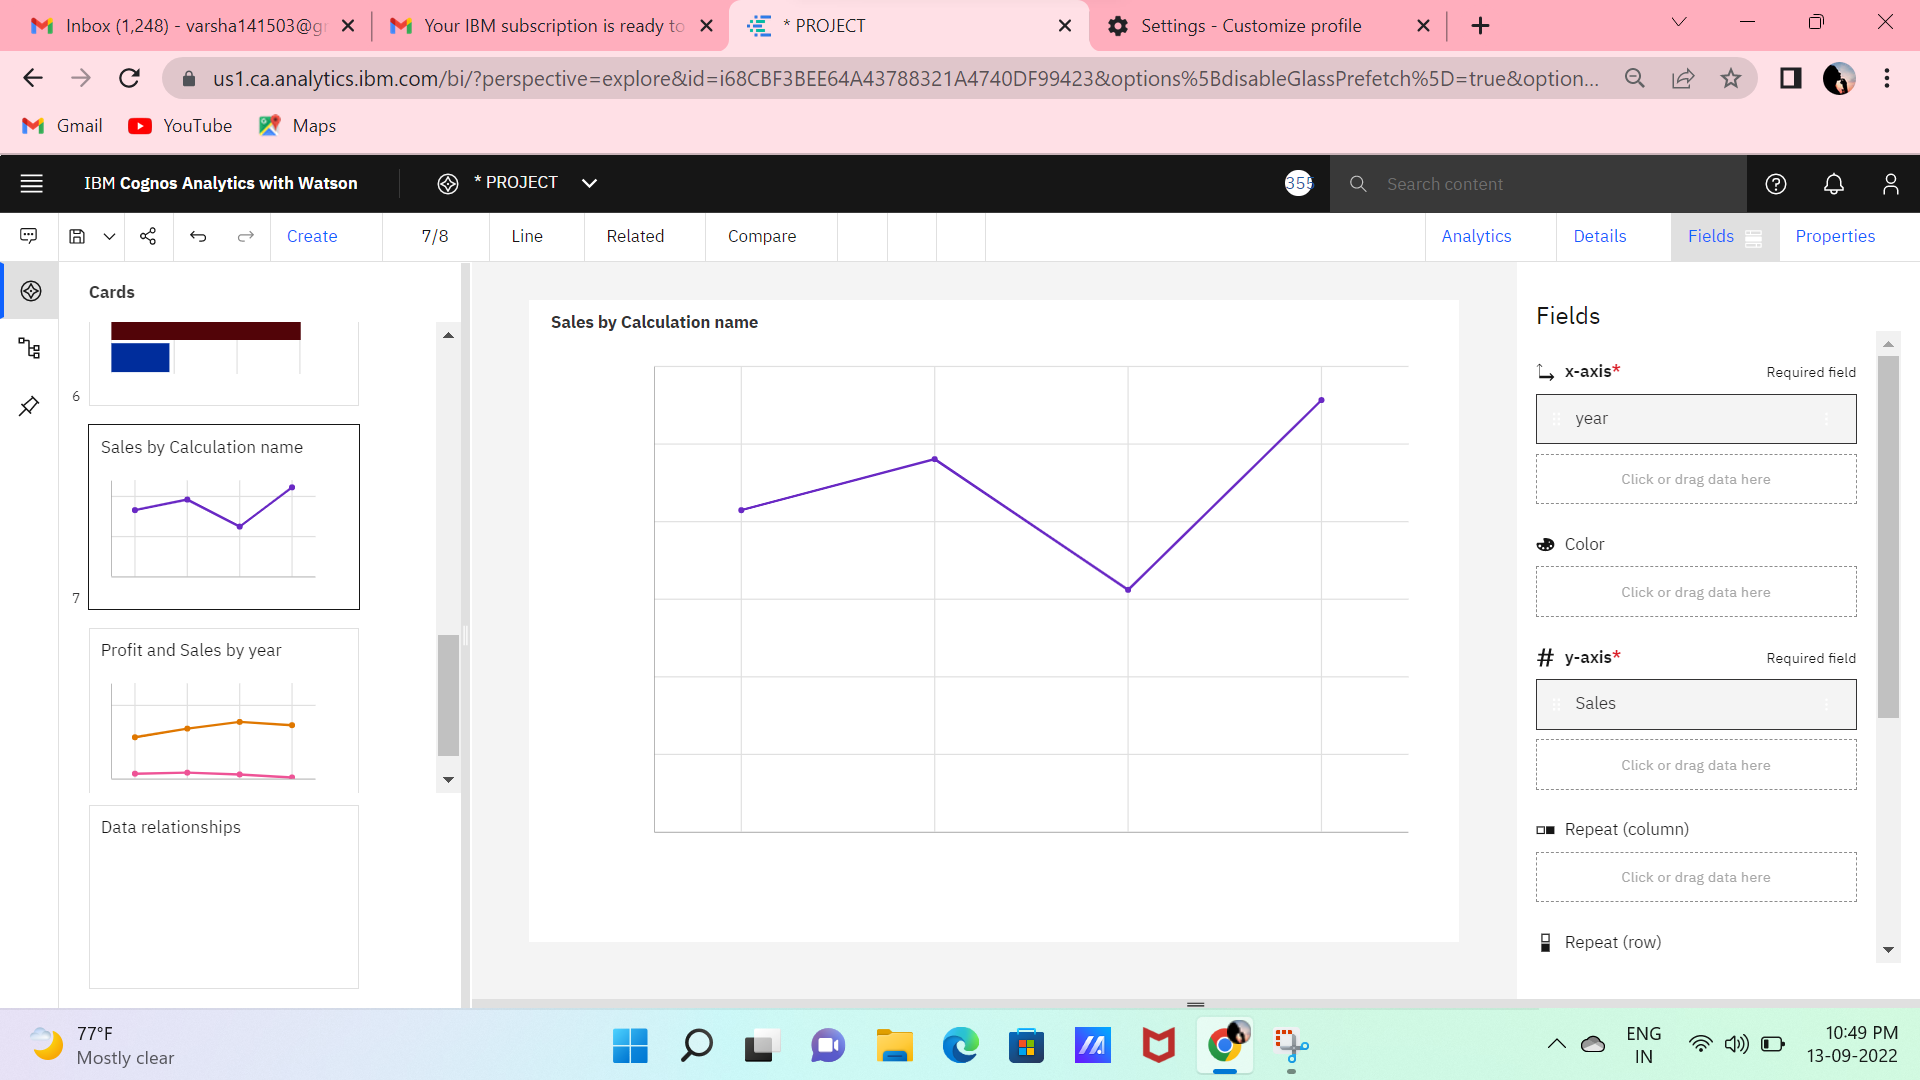 Inbox (1,248) - varsha141503@gr
Your IBM subscription is ready to
* PROJECT
Settings - Customize profile
us1.ca.analytics.ibm.com/bi/?perspective=explore&id=i68CBF3BEE64A43788321A4740DF99423&options%5BdisableGlassPrefetch%5D=true&option...
Gmail
YouTube
Maps
IBM Cognos Analytics with Watson
* PROJECT
355
Search content
Create
7/8
Line
Related
Compare
Analytics
Details
Fields
Properties
Cards
6
Sales by Calculation name
7
Profit and Sales by year
Data relationships
Sales by Calculation name
Fields
x-axis*
Required field
year
Click or drag data here
Color
Click or drag data here
y-axis*
Required field
Sales
Click or drag data here
Repeat (column)
Click or drag data here
Repeat (row)
77°F
Mostly clear
ENG
IN
10:49 PM
13-09-2022